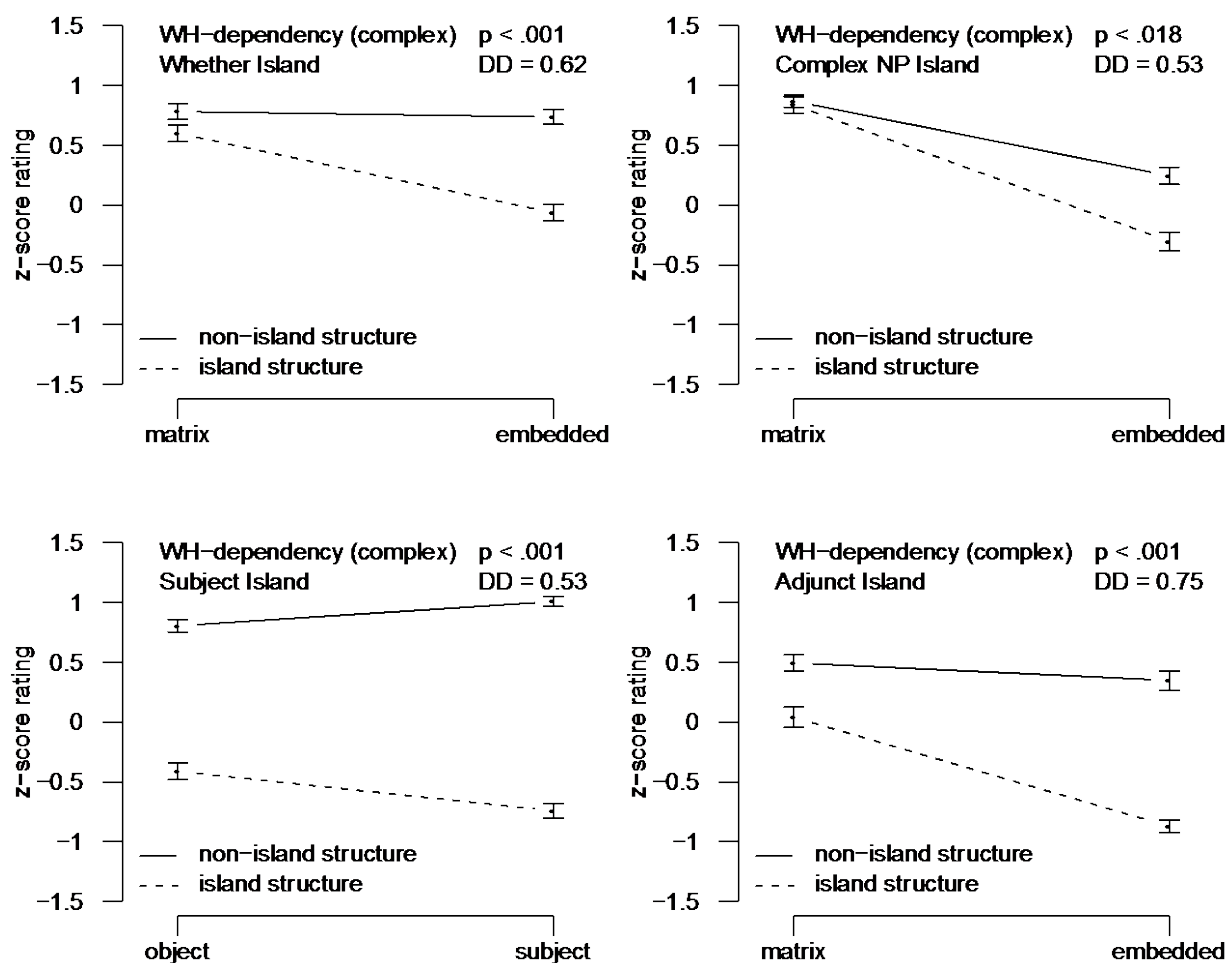 WH-dependency (complex) p < .001
Whether Island DD = 0.62
1.5
1
0.5
0
−0.5
−1
−1.5
z-score rating
non-island structure
island structure
matrix embedded
WH-dependency (complex) p < .018
Complex NP Island DD = 0.53
1.5
1
0.5
0
−0.5
−1
−1.5
z-score rating
non-island structure
island structure
matrix embedded
WH-dependency (complex) p < .001
Subject Island DD = 0.53
1.5
1
0.5
0
−0.5
−1
−1.5
z-score rating
non-island structure
island structure
object subject
WH-dependency (complex) p < .001
Adjunct Island DD = 0.75
1.5
1
0.5
0
−0.5
−1
−1.5
z-score rating
non-island structure
island structure
matrix embedded